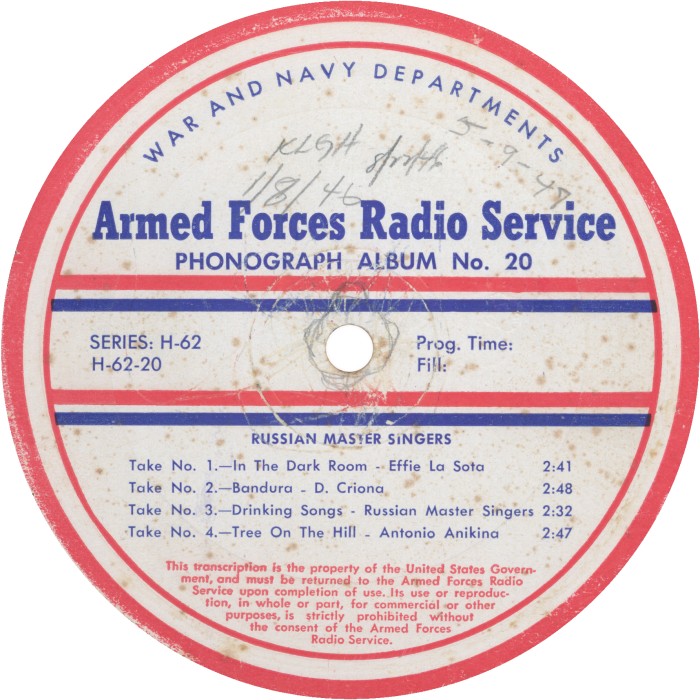 WAR AND NAVY DEPARTMENTS
5-9-47
1/8/46
Armed Forces Radio Service
PHONOGRAPH ALBUM No. 20
SERIES: H-62
H-62-20
Prog. Time:
Fill:
RUSSIAN MASTER SINGERS
Take No. 1.—In The Dark Room - Effie La Sota 2:41
Take No. 2.—Bandura - D. Criona 2:48
Take No. 3.—Drinking Songs - Russian Master Singers 2:32
Take No. 4.—Tree On The Hill - Antonio Anikina 2:47
This transcription is the property of the United States Govern-
ment, and must be returned to the Armed Forces Radio
Service upon completion of use. Its use or reproduc-
tion, in whole or part, for commercial or other
purposes, is strictly prohibited without
the consent of the Armed Forces
Radio Service.